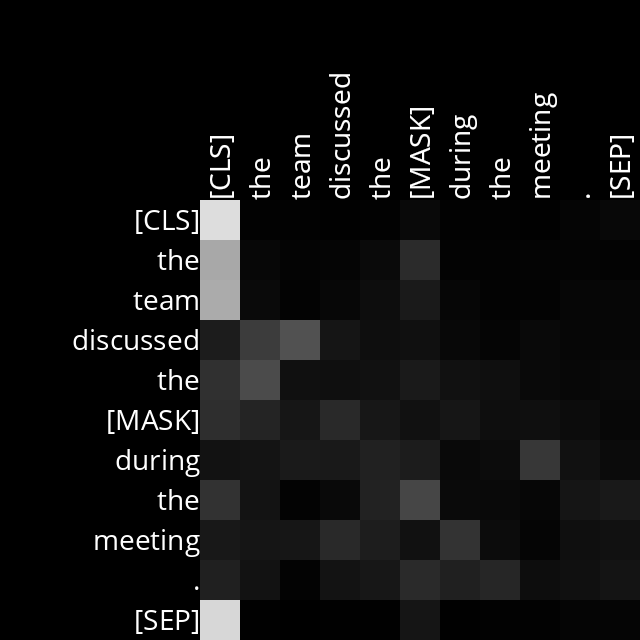 [CLS]
the
team
discussed
the
[MASK]
during
the
meeting
.
[SEP]
[CLS]
the
team
discussed
the
[MASK]
during
the
meeting
.
[SEP]